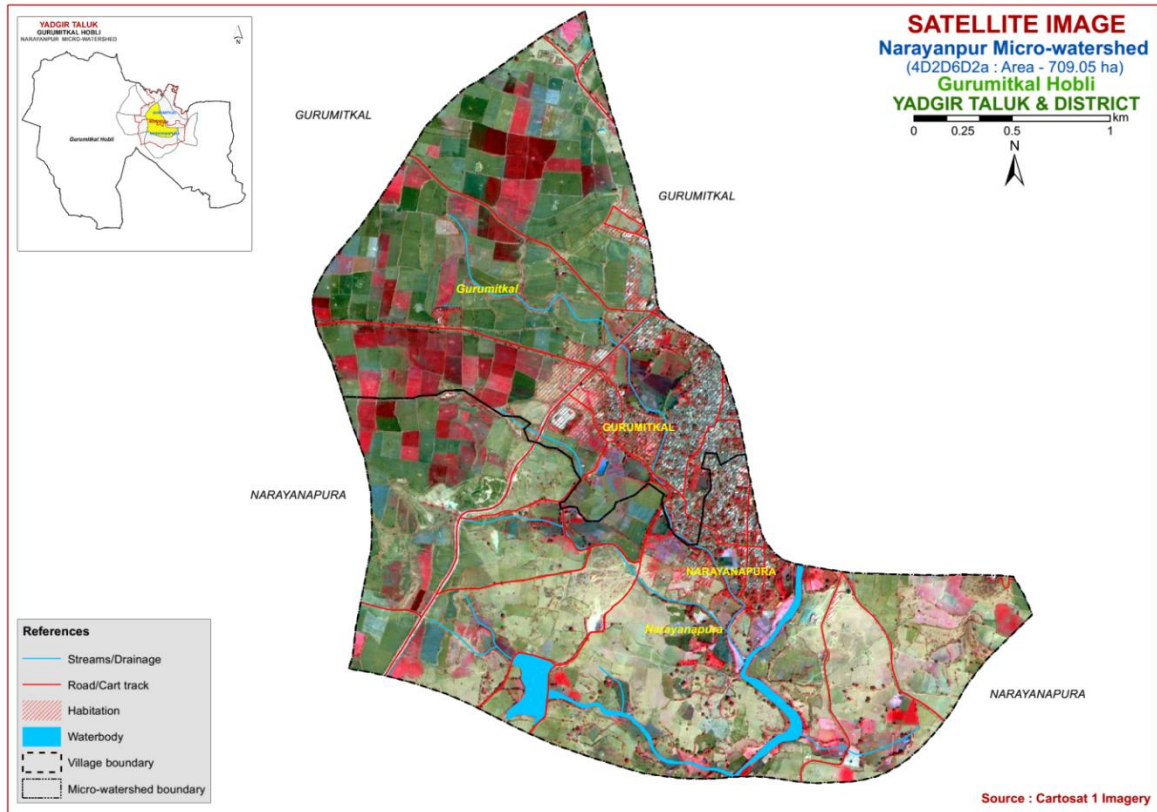 YADGIR TALUK
GURUMITKAL HOBLI
NARAYANPUR MICRO-WATERSHED
N
Gurumitkal Hobli
SATELLITE IMAGE
Narayanpur Micro-watershed
(4D2D6D2a : Area - 709.05 ha)
Gurumitkal Hobli
YADGIR TALUK & DISTRICT
km
0 0.25 0.5 1
N
GURUMITKAL
GURUMITKAL
Gurumitkal
GURUMITKAL
NARAYANAPURA
NARAYANAPURA
Narayanapura
NARAYANAPURA
References
Streams/Drainage
Road/Cart track
Habitation
Waterbody
Village boundary
Micro-watershed boundary
Source : Cartosat 1 Imagery